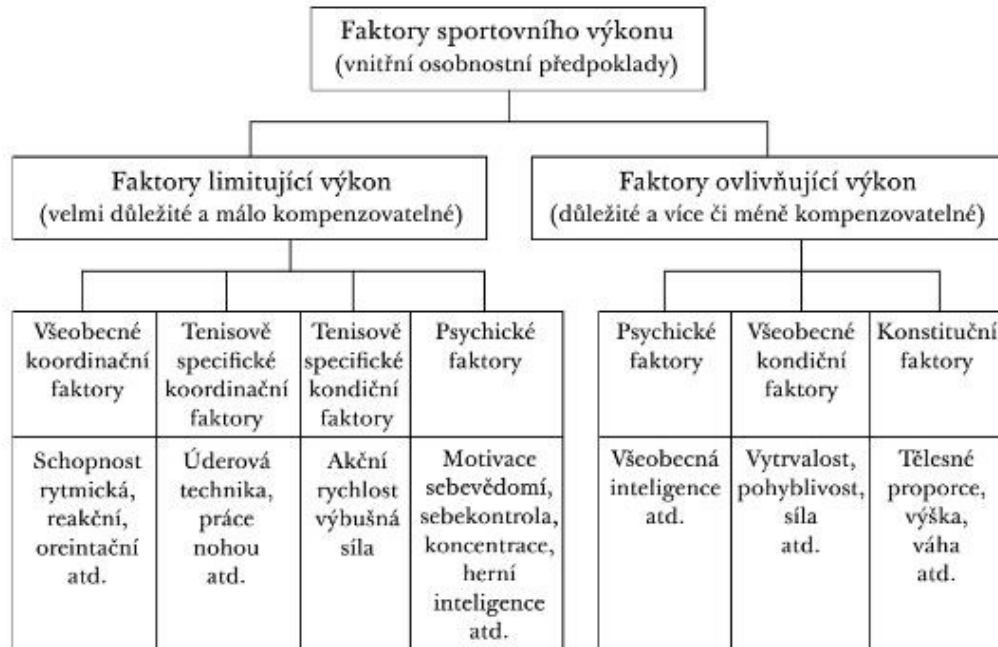 Faktory sportovního výkonu
(vnitřní osobnostní předpoklady)
Faktory limitující výkon
(velmi důležité a málo kompenzovatelné)
Faktory ovlivňující výkon
(důležité a více či méně kompenzovatelné)
Všeobecné
koordinační
faktory
Tenisově
specifické
koordinační
faktory
Tenisově
specifické
kondiční
faktory
Psychické
faktory
Psychické
faktory
Všeobecné
kondiční
faktory
Konstituční
faktory
Schopnost
rytmická,
reakční,
oreintační
atd.
Úderová
technika,
práce
nohou
atd.
Akční
rychlost
výbušná
síla
Motivace
sebevědomí,
sebekontrola,
koncentrace,
herní
inteligence
atd.
Všeobecná
inteligence
atd.
Vytrvalost,
pohyblivost,
síla
atd.
Tělesné
proporce,
výška,
váha
atd.